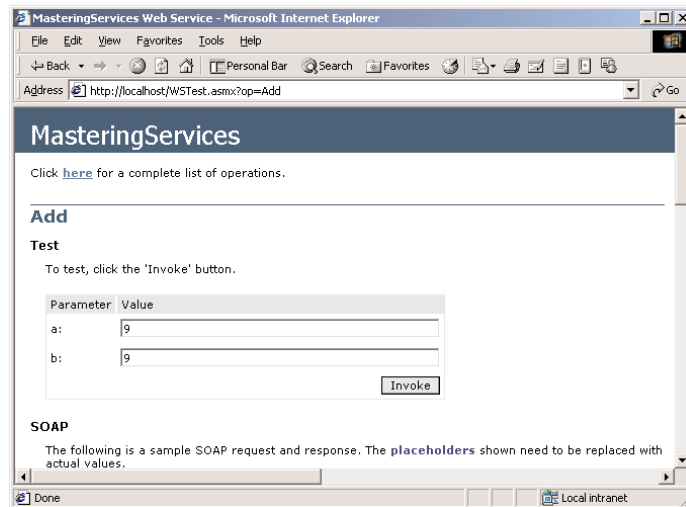 MasteringServices Web Service - Microsoft Internet Explorer
File Edit View Favorites Tools Help
Back Personal Bar Search Favorites
Address http://localhost/WSTest.asmx?op=Add Go
MasteringServices
Click here for a complete list of operations.
Add
Test
To test, click the 'Invoke' button.
Parameter Value
a: 9
b: 9
Invoke
SOAP
The following is a sample SOAP request and response. The placeholders shown need to be replaced with
actual values.
Done Local intranet